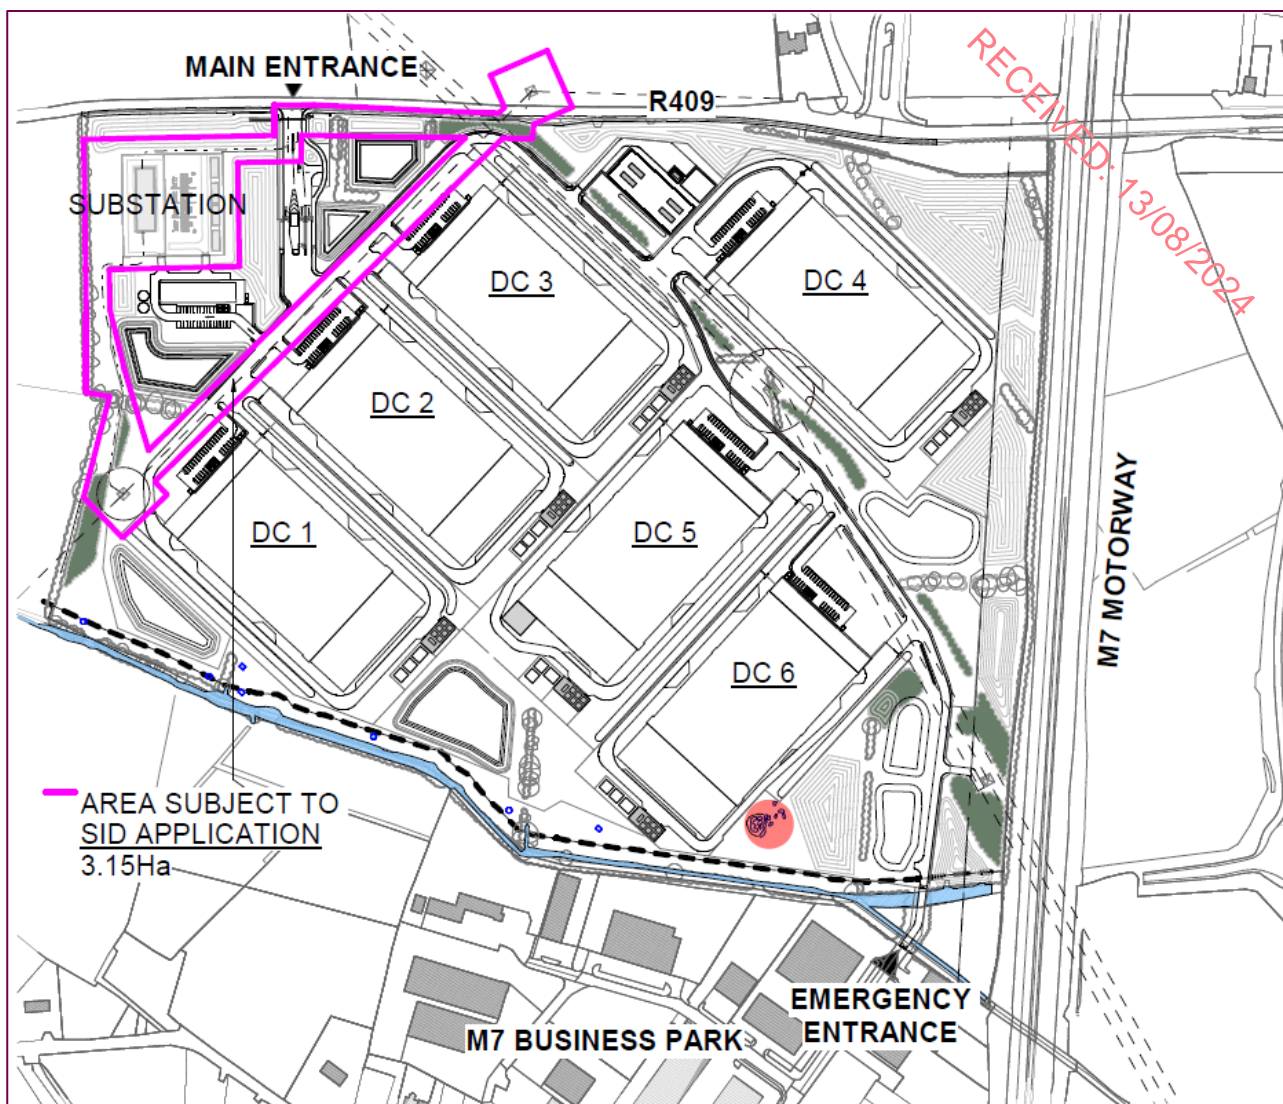 MAIN ENTRANCE
R409
RECEIVED: 13/08/2024
SUBSTATION
DC 3
DC 4
DC 2
DC 1
DC 5
DC 6
M7 MOTORWAY
AREA SUBJECT TO
SID APPLICATION
3.15Ha
EMERGENCY
ENTRANCE
M7 BUSINESS PARK